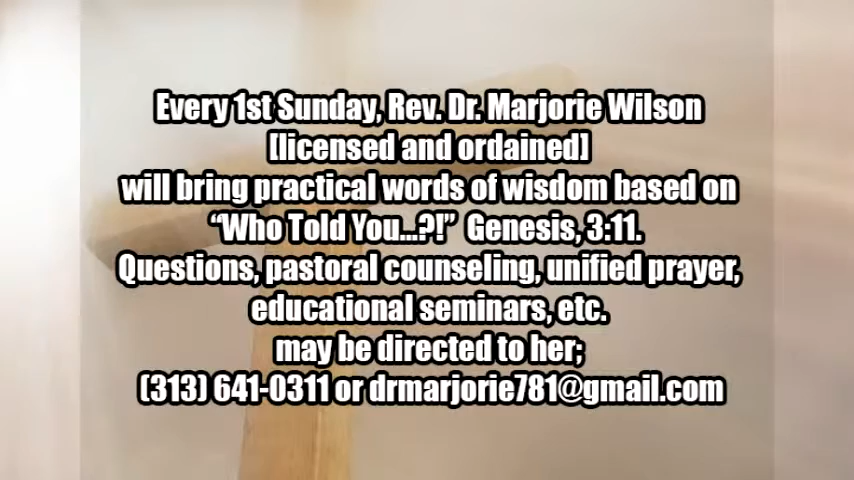 Every 1st Sunday, Rev. Dr. Marjorie Wilson
[licensed and ordained]
will bring practical words of wisdom based on
“Who Told You...?!” Genesis, 3:11.
Questions, pastoral counseling, unified prayer,
educational seminars, etc.
may be directed to her;
(313) 641-0311 or drmarjorie781@gmail.com